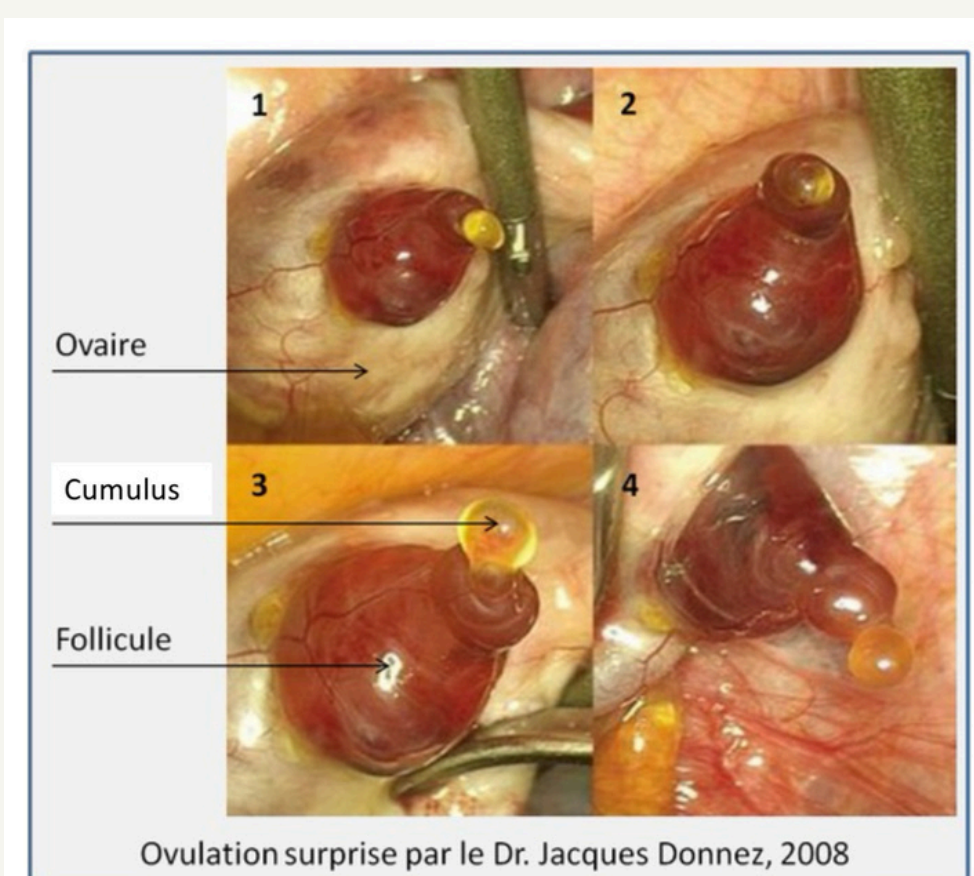 1
2
Ovaire
Cumulus
3
4
Follicule
Ovulation surprise par le Dr. Jacques Donnez, 2008